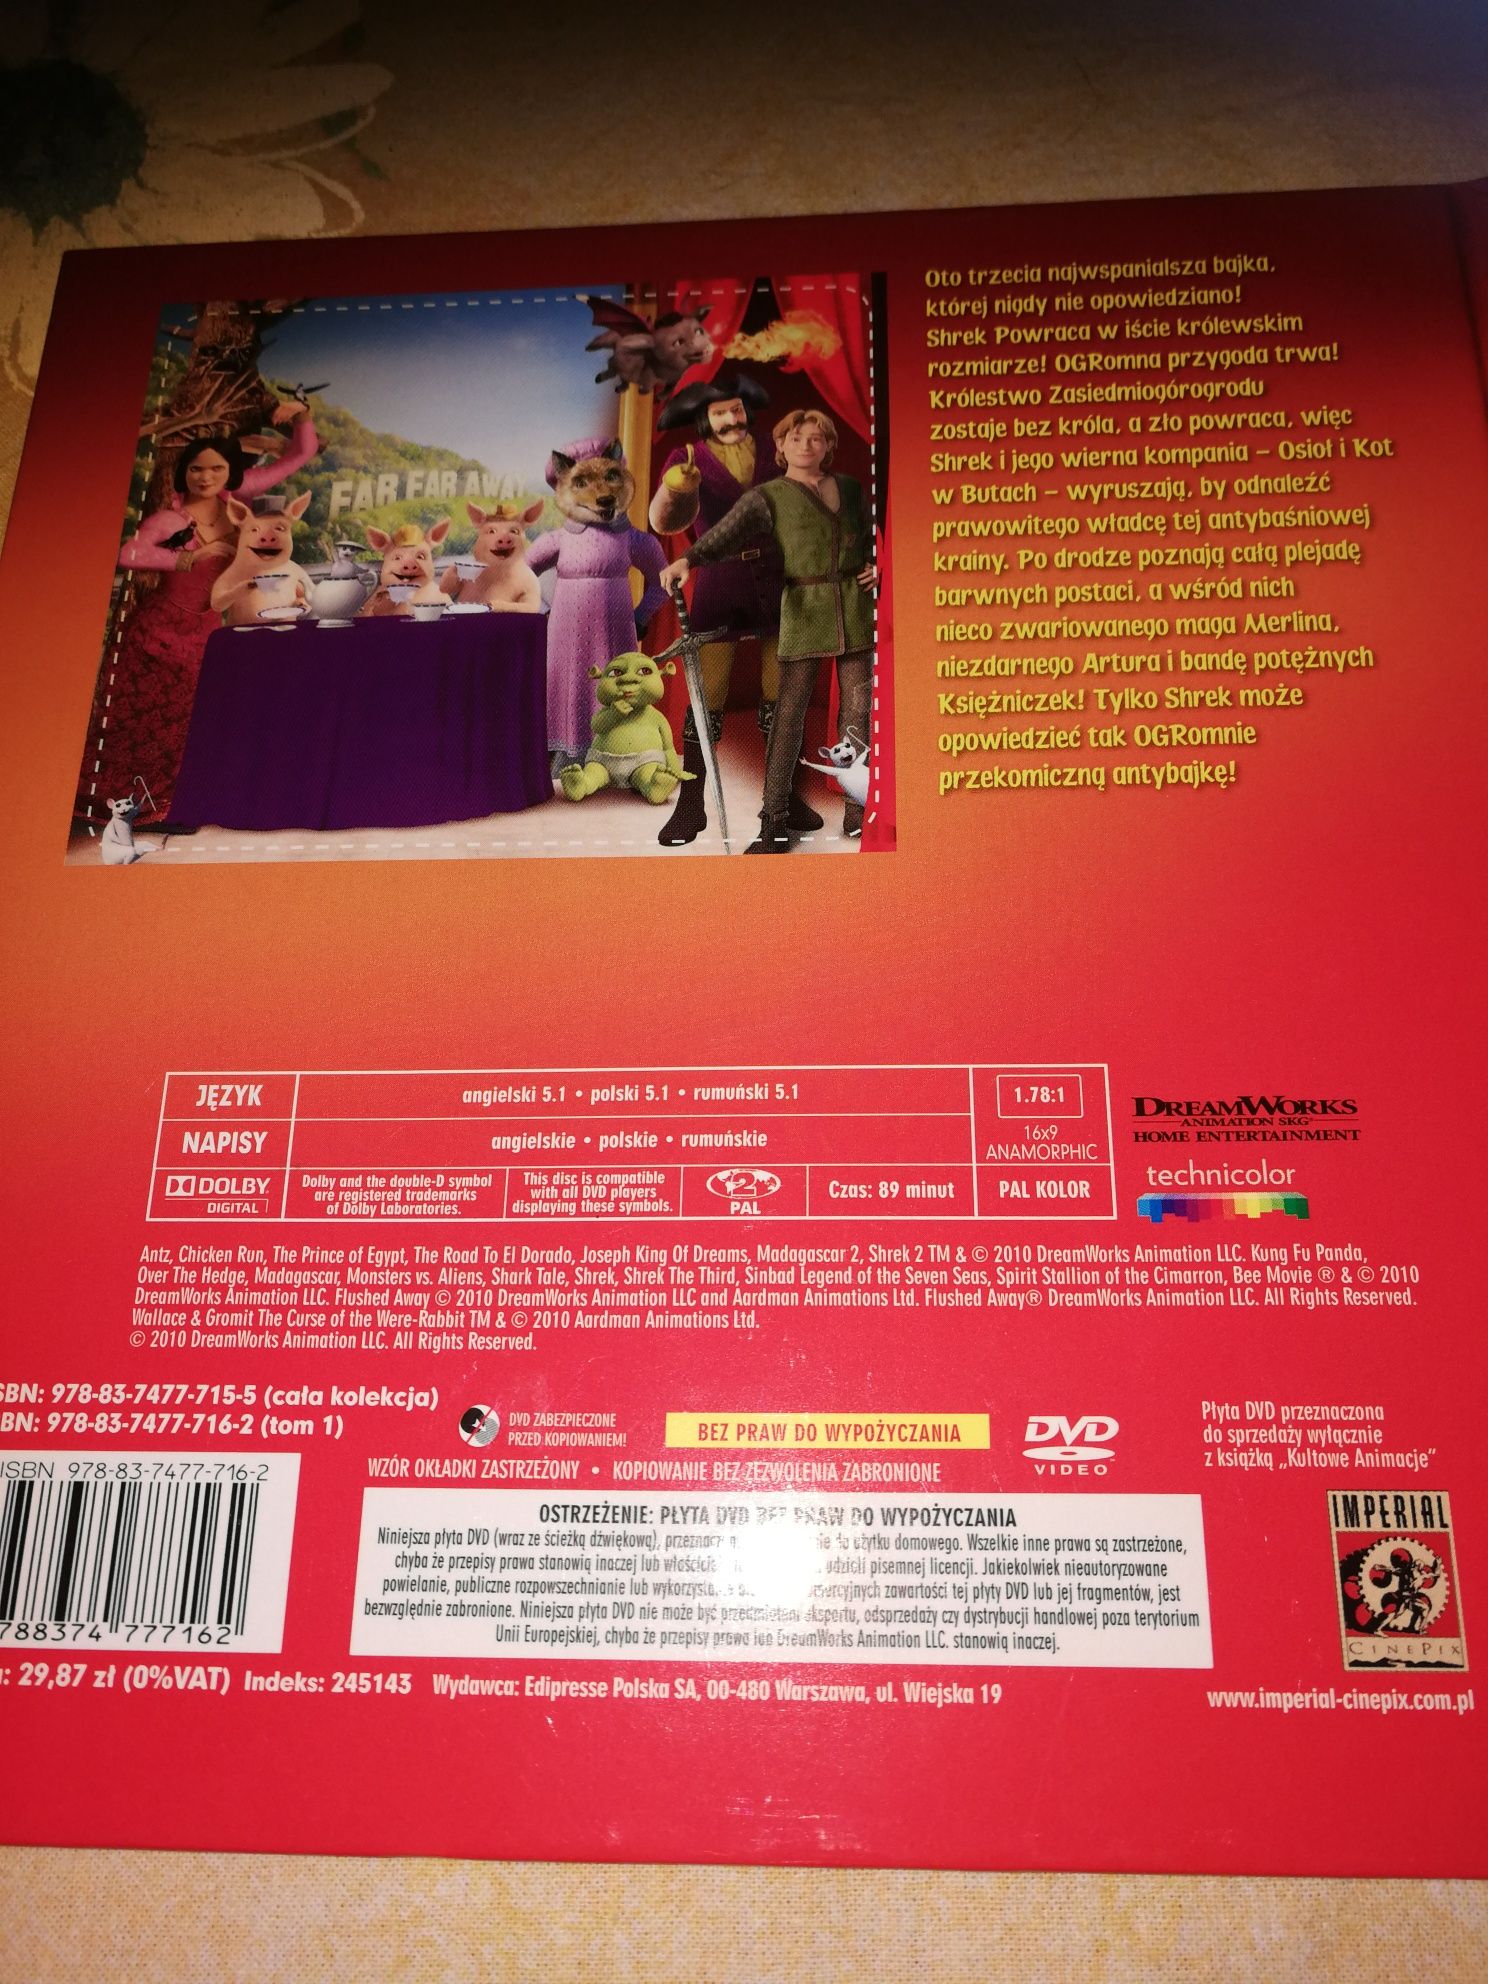 Oto trzecia najwspanialsza bajka,
której nigdy nie opowiedziano!
Shrek Powraca w iście królewskim
rozmiarze! OGRomna przygoda trwa!
Królestwo Zasiedmiogórogrodu
zostaje bez króla, a zło powraca, więc
Shrek i jego wierna kompania – Osioł i Kot
w Butach – wyruszają, by odnaleźć
prawowitego władcę tej antybaśniowej
krainy. Po drodze poznają całą plejadę
barwnych postaci, a wśród nich
nieco zwariowanego maga Merlina,
niezdarnego Artura i bandę potężnych
Księżniczek! Tylko Shrek może
opowiedzieć tak OGRomnie
przekomiczną antybajkę!
FAR FAR AWAY
JĘZYK
angielski 5.1 • polski 5.1 • rumuński 5.1
NAPISY
angielskie • polskie • rumuńskie
1.78:1
16x9
ANAMORPHIC
DOLBY
DIGITAL
Dolby and the double-D symbol
are registered trademarks
of Dolby Laboratories.
This disc is compatible
with all DVD players
displaying these symbols.
2
PAL
Czas: 89 minut
PAL KOLOR
DREAMWORKS
ANIMATION SKG
HOME ENTERTAINMENT
technicolor
Antz, Chicken Run, The Prince of Egypt, The Road To El Dorado, Joseph King Of Dreams, Madagascar 2, Shrek 2 TM & © 2010 DreamWorks Animation LLC. Kung Fu Panda,
Over The Hedge, Madagascar, Monsters vs. Aliens, Shark Tale, Shrek, Shrek The Third, Sinbad Legend of the Seven Seas, Spirit Stallion of the Cimarron, Bee Movie ® & © 2010
DreamWorks Animation LLC. Flushed Away © 2010 DreamWorks Animation LLC and Aardman Animations Ltd. Flushed Away® DreamWorks Animation LLC. All Rights Reserved.
Wallace & Gromit The Curse of the Were-Rabbit TM & © 2010 Aardman Animations Ltd.
© 2010 DreamWorks Animation LLC. All Rights Reserved.
SBN: 978-83-7477-715-5 (cała kolekcja)
BN: 978-83-7477-716-2 (tom 1)
ISBN 978-83-7477-716-2
788374 777162
DVD ZABEZPIECZONE
PRZED KOPIOWANIEM!
BEZ PRAW DO WYPOŻYCZANIA
DVD
VIDEO
Płyta DVD przeznaczona
do sprzedaży wyłącznie
z książką „Kultowe Animacje"
WZÓR OKŁADKI ZASTRZEŻONY • KOPIOWANIE BEZ ZEZWOLENIA ZABRONIONE
OSTRZEŻENIE: PŁYTA DVD BEZ PRAW DO WYPOŻYCZANIA
Niniejsza płyta DVD (wraz ze ścieżką dźwiękową), do użytku domowego. Wszelkie inne prawa są zastrzeżone,
chyba że przepisy prawa stanowią inaczej lub udzieli pisemnej licencji. Jakiekolwiek nieautoryzowane
powielanie, publiczne rozpowszechnianie lub zawartości tej płyty DVD lub jej fragmentów, jest
bezwzględnie zabronione. Niniejsza płyta DVD nie może być przedmiotem eksportu, odsprzedaży czy dystrybucji handlowej poza terytorium
Unii Europejskiej, chyba że przepisy prawa lub DreamWorks Animation LLC. stanowią inaczej.
IMPERIAL
CINEPIX
: 29,87 zł (0%VAT) Indeks: 245143 Wydawca: Edipresse Polska SA, 00-480 Warszawa, ul. Wiejska 19
www.imperial-cinepix.com.pl